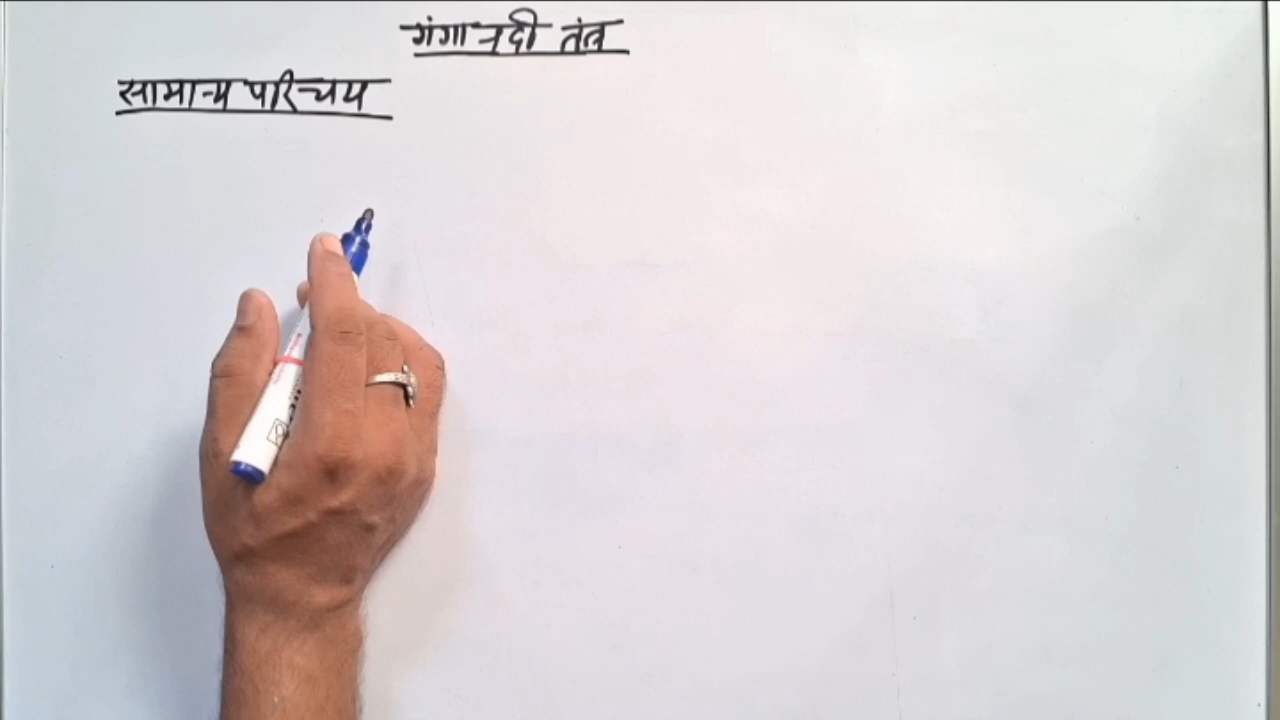 गंगा नदी तंत्र
सामान्य परिचय